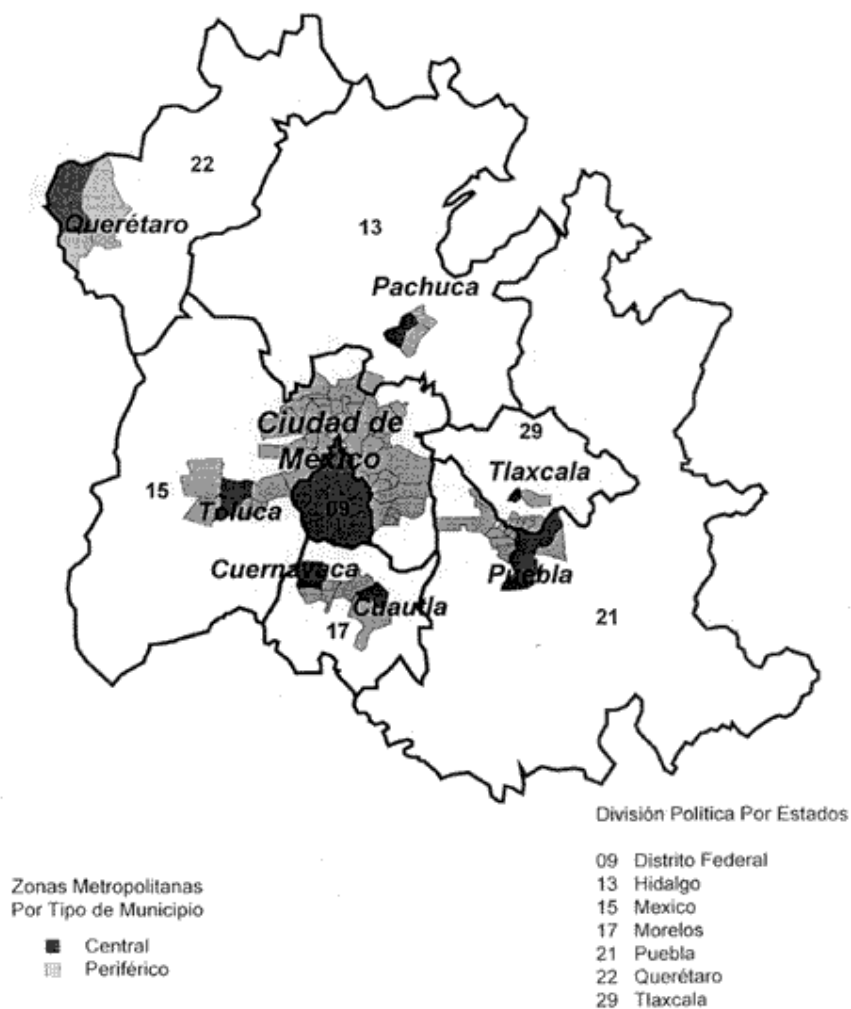 22
Querétaro
13
Pachuca
Ciudad de
México
29
Tlaxcala
15
Toluca
09
Cuernavaca
Puebla
Cuautla
17
21
División Política Por Estados
09 Distrito Federal
13 Hidalgo
15 Mexico
17 Morelos
21 Puebla
22 Querétaro
29 Tlaxcala
Zonas Metropolitanas
Por Tipo de Municipio
Central
Periférico